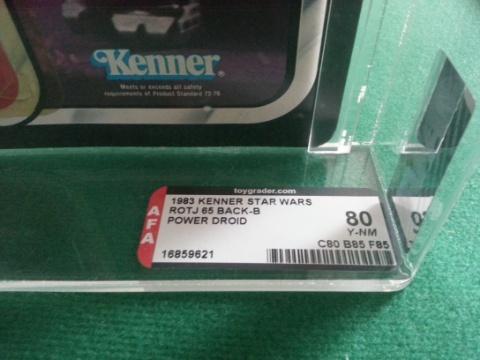 Kenner
Meets or exceeds all safety
requirements of Product Standard 72-76
toygrader.com
AFA
1983 KENNER STAR WARS
ROTJ 65 BACK-B
POWER DROID
80
Y-NM
C80 B85 F85
16859621